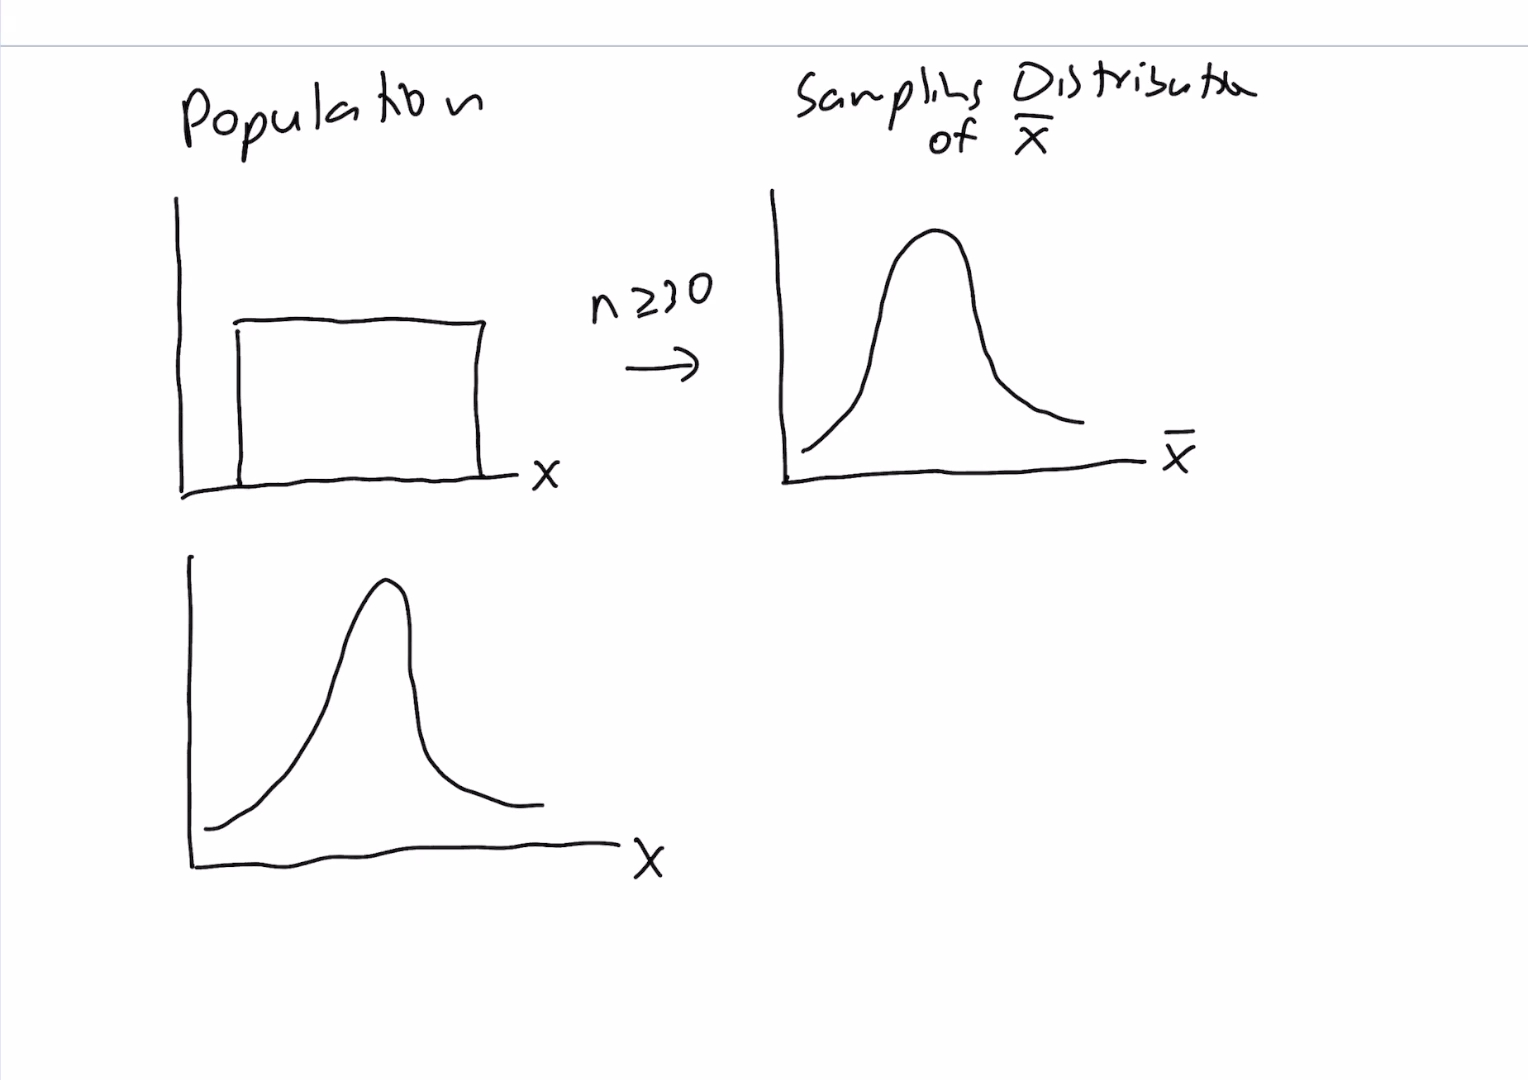 Population
Sampling Distribution
of x̄
n ≥ 30
x
x̄
x